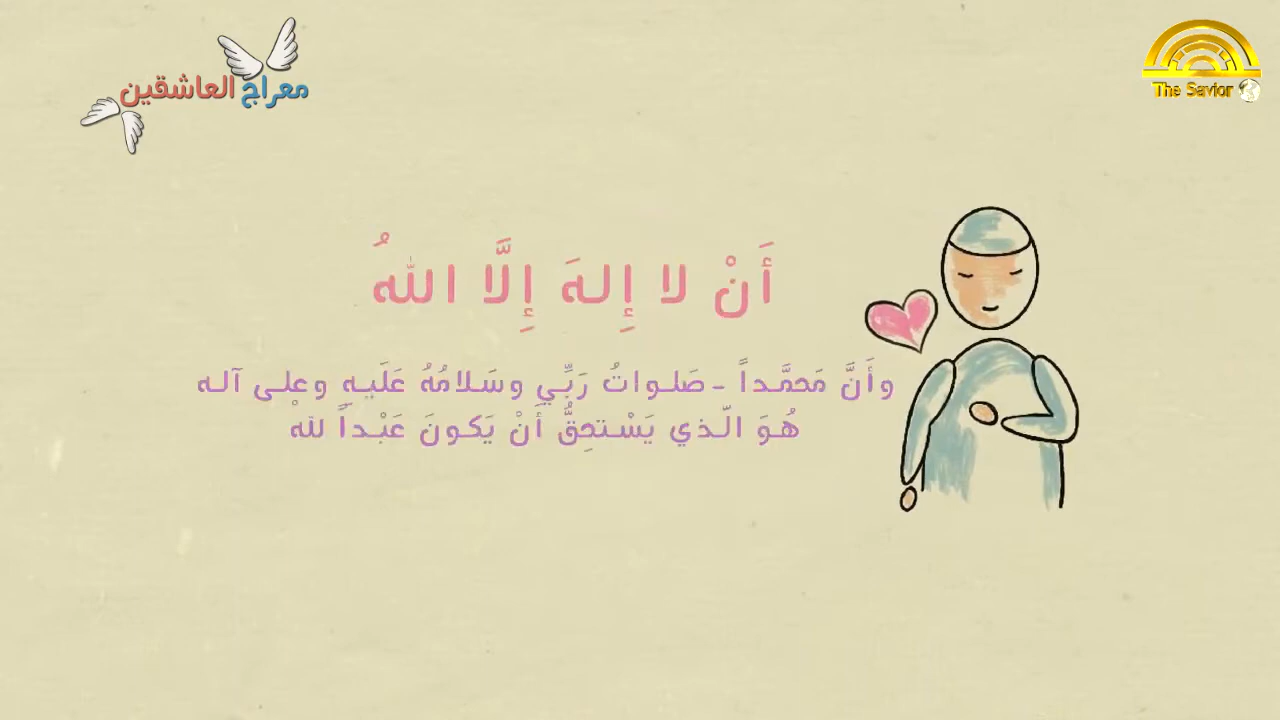 معراج العاشقين
The Savior
أَنْ لا إِلهَ إِلَّا اللهُ
وأَنَّ مَحمَّداً - صَلواتُ رَبِّي وسَلامُهُ عَلَيهِ وعلى آله
هُوَ الّذي يَسْتحِقُّ أَنْ يَكونَ عَبْداً للهْ